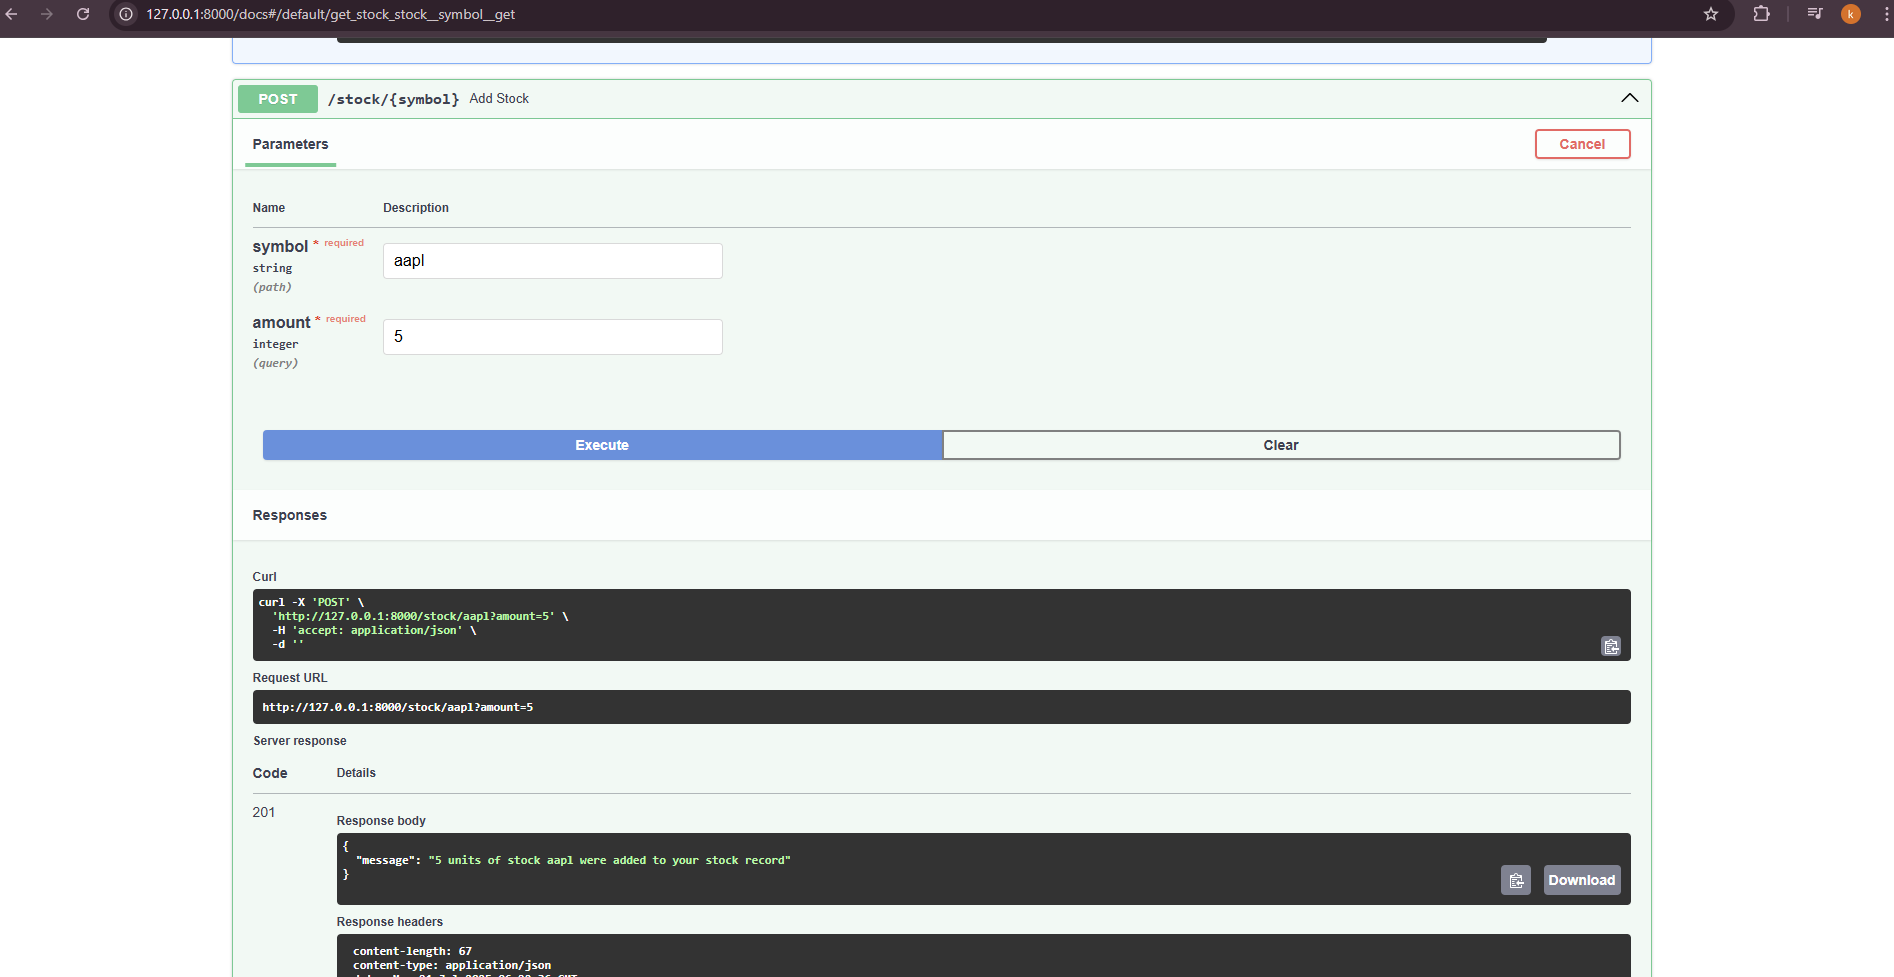 127.0.0.1:8000/docs#/default/get_stock_stock__symbol__get
k
POST /stock/{symbol} Add Stock
Parameters
Cancel
Name Description
symbol * required
string
(path)
aapl
amount * required
integer
(query)
5
Execute Clear
Responses
Curl
curl -X 'POST' \
'http://127.0.0.1:8000/stock/aapl?amount=5' \
-H 'accept: application/json' \
-d ''
Request URL
http://127.0.0.1:8000/stock/aapl?amount=5
Server response
Code Details
201
Response body
{
"message": "5 units of stock aapl were added to your stock record"
}
Download
Response headers
content-length: 67
content-type: application/json